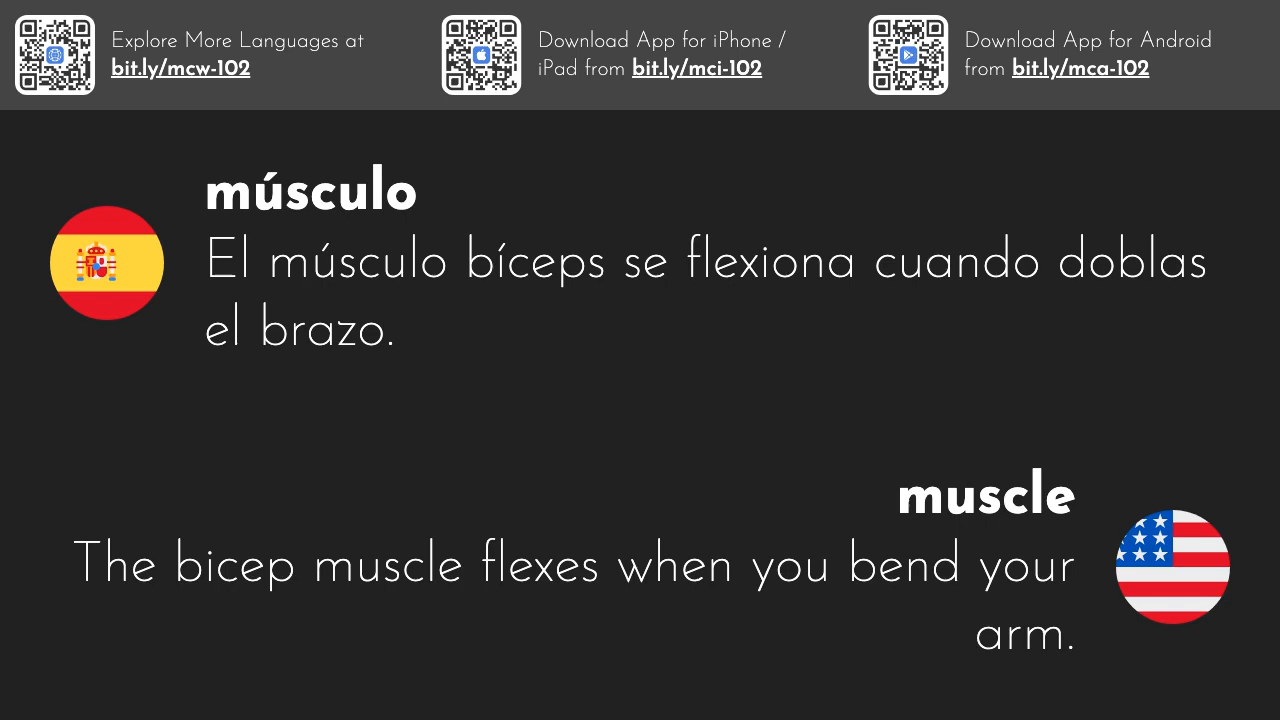 Explore More Languages at
bit.ly/mcw-102
Download App for iPhone /
iPad from bit.ly/mci-102
Download App for Android
from bit.ly/mca-102
músculo
El músculo bíceps se flexiona cuando doblas
el brazo.
muscle
The bicep muscle flexes when you bend your
arm.